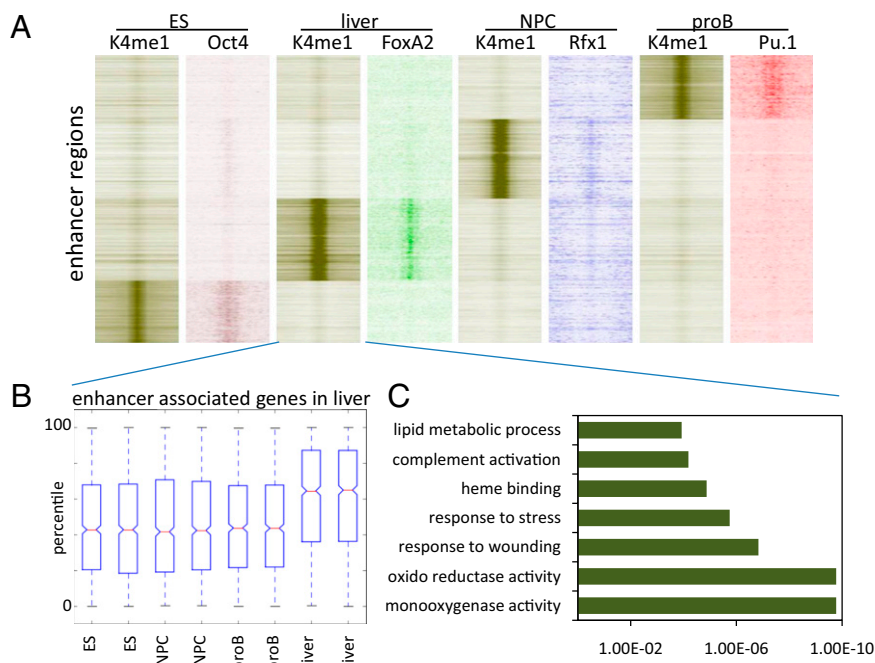 A
ES liver NPC proB
K4me1 Oct4 K4me1 FoxA2 K4me1 Rfx1 K4me1 Pu.1
enhancer regions
B
enhancer associated genes in liver
percentile
100
0
ES ES NPC NPC proB proB liver liver
C
lipid metabolic process
complement activation
heme binding
response to stress
response to wounding
oxido reductase activity
monooxygenase activity
1.00E-02 1.00E-06 1.00E-10